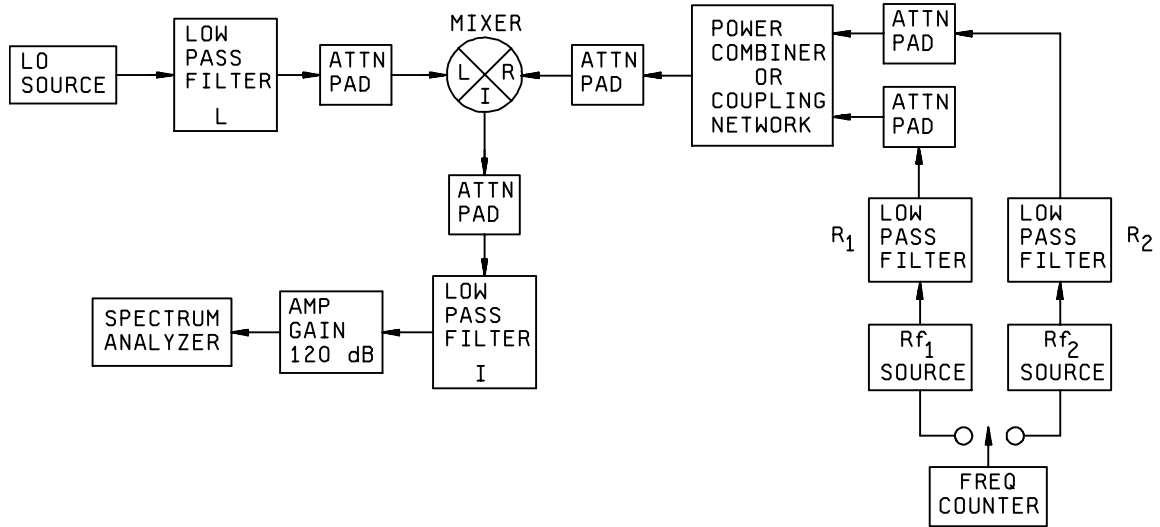 MIXER
LO
SOURCE
LOW
PASS
FILTER
L
ATTN
PAD
L
R
I
ATTN
PAD
POWER
COMBINER
OR
COUPLING
NETWORK
ATTN
PAD
ATTN
PAD
ATTN
PAD
R1
LOW
PASS
FILTER
LOW
PASS
FILTER
R2
SPECTRUM
ANALYZER
AMP
GAIN
120 dB
LOW
PASS
FILTER
I
Rf1
SOURCE
Rf2
SOURCE
FREQ
COUNTER